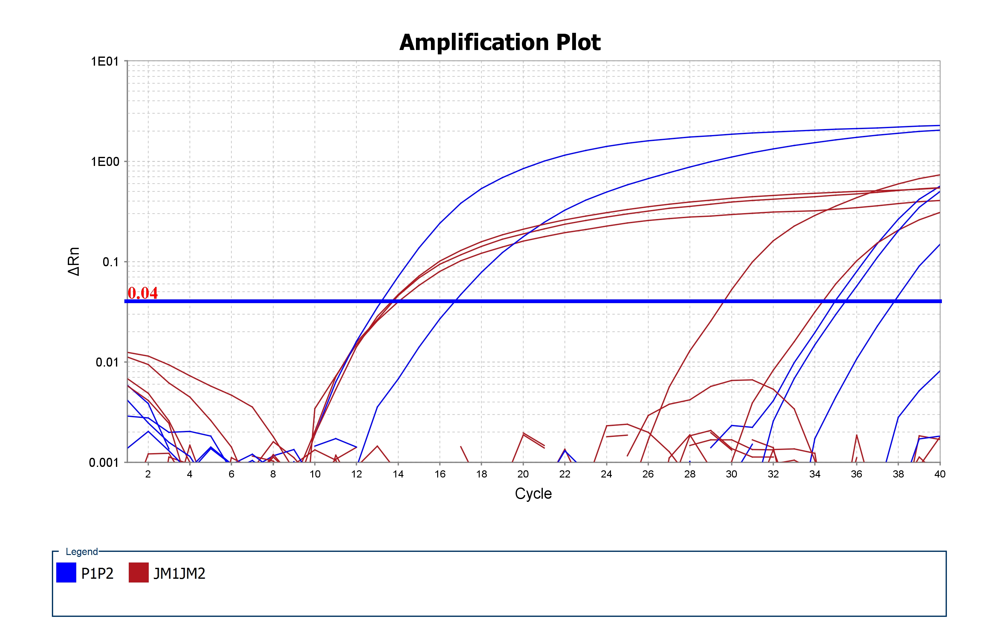 Amplification Plot
1E01
1E00
0.1
0.01
0.001
ΔRn
0.04
2 4 6 8 10 12 14 16 18 20 22 24 26 28 30 32 34 36 38 40
Cycle
Legend
P1P2 JM1JM2